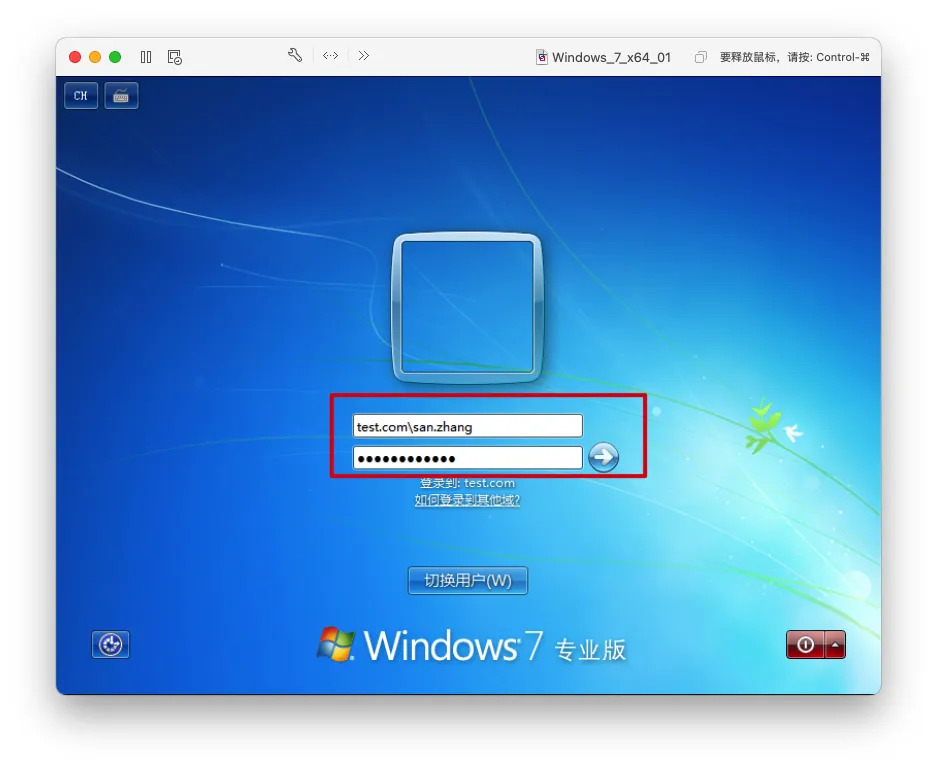 Windows_7_x64_01 要释放鼠标，请按: Control-⌘
CH
test.com\san.zhang
●●●●●●●●●●●●
登录到: test.com
如何登录到其他域?
切换用户(W)
Windows 7 专业版